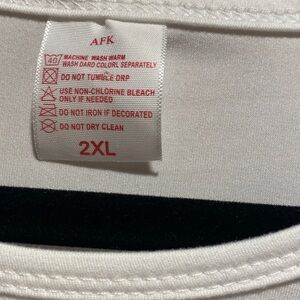 AFK
40
MACHINE WASH WARM
WASH DARD COLORL SEPARATELY
DO NOT TUMBLE DRP
USE NON-CHLORINE BLEACH
ONLY IF NEEDED
DO NOT IRON IF DECORATED
DO NOT DRY CLEAN
2XL